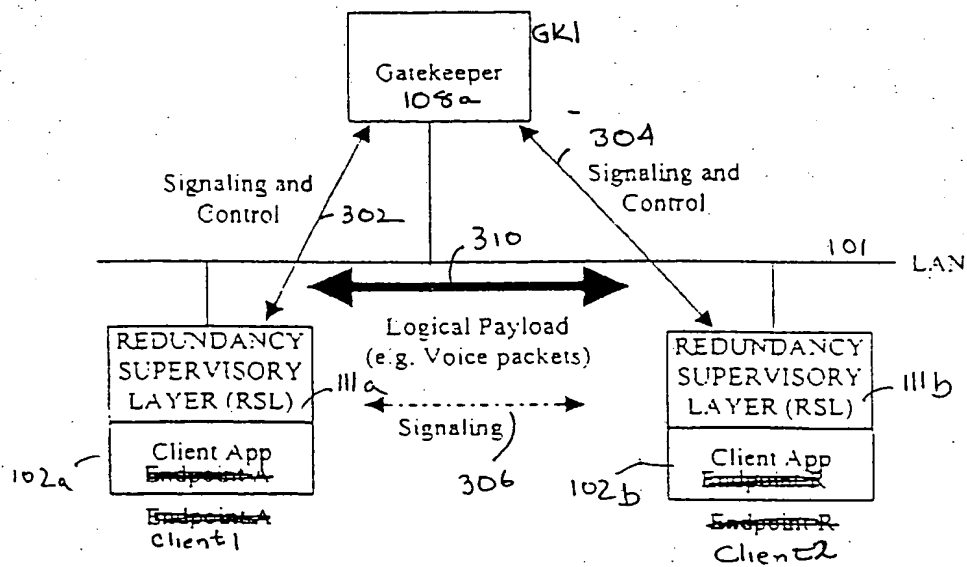 GK1
Gatekeeper
108a
304
Signaling and
Control
302
Signaling and
Control
310
101
LAN
Logical Payload
(e.g. Voice packets)
REDUNDANCY
SUPERVISORY
LAYER (RSL)
111a
REDUNDANCY
SUPERVISORY
LAYER (RSL)
111b
Signaling
306
Client App
Endpoint A
102a
Client App
102b
Endpoint A
Client 1
Endpoint R
Client 2